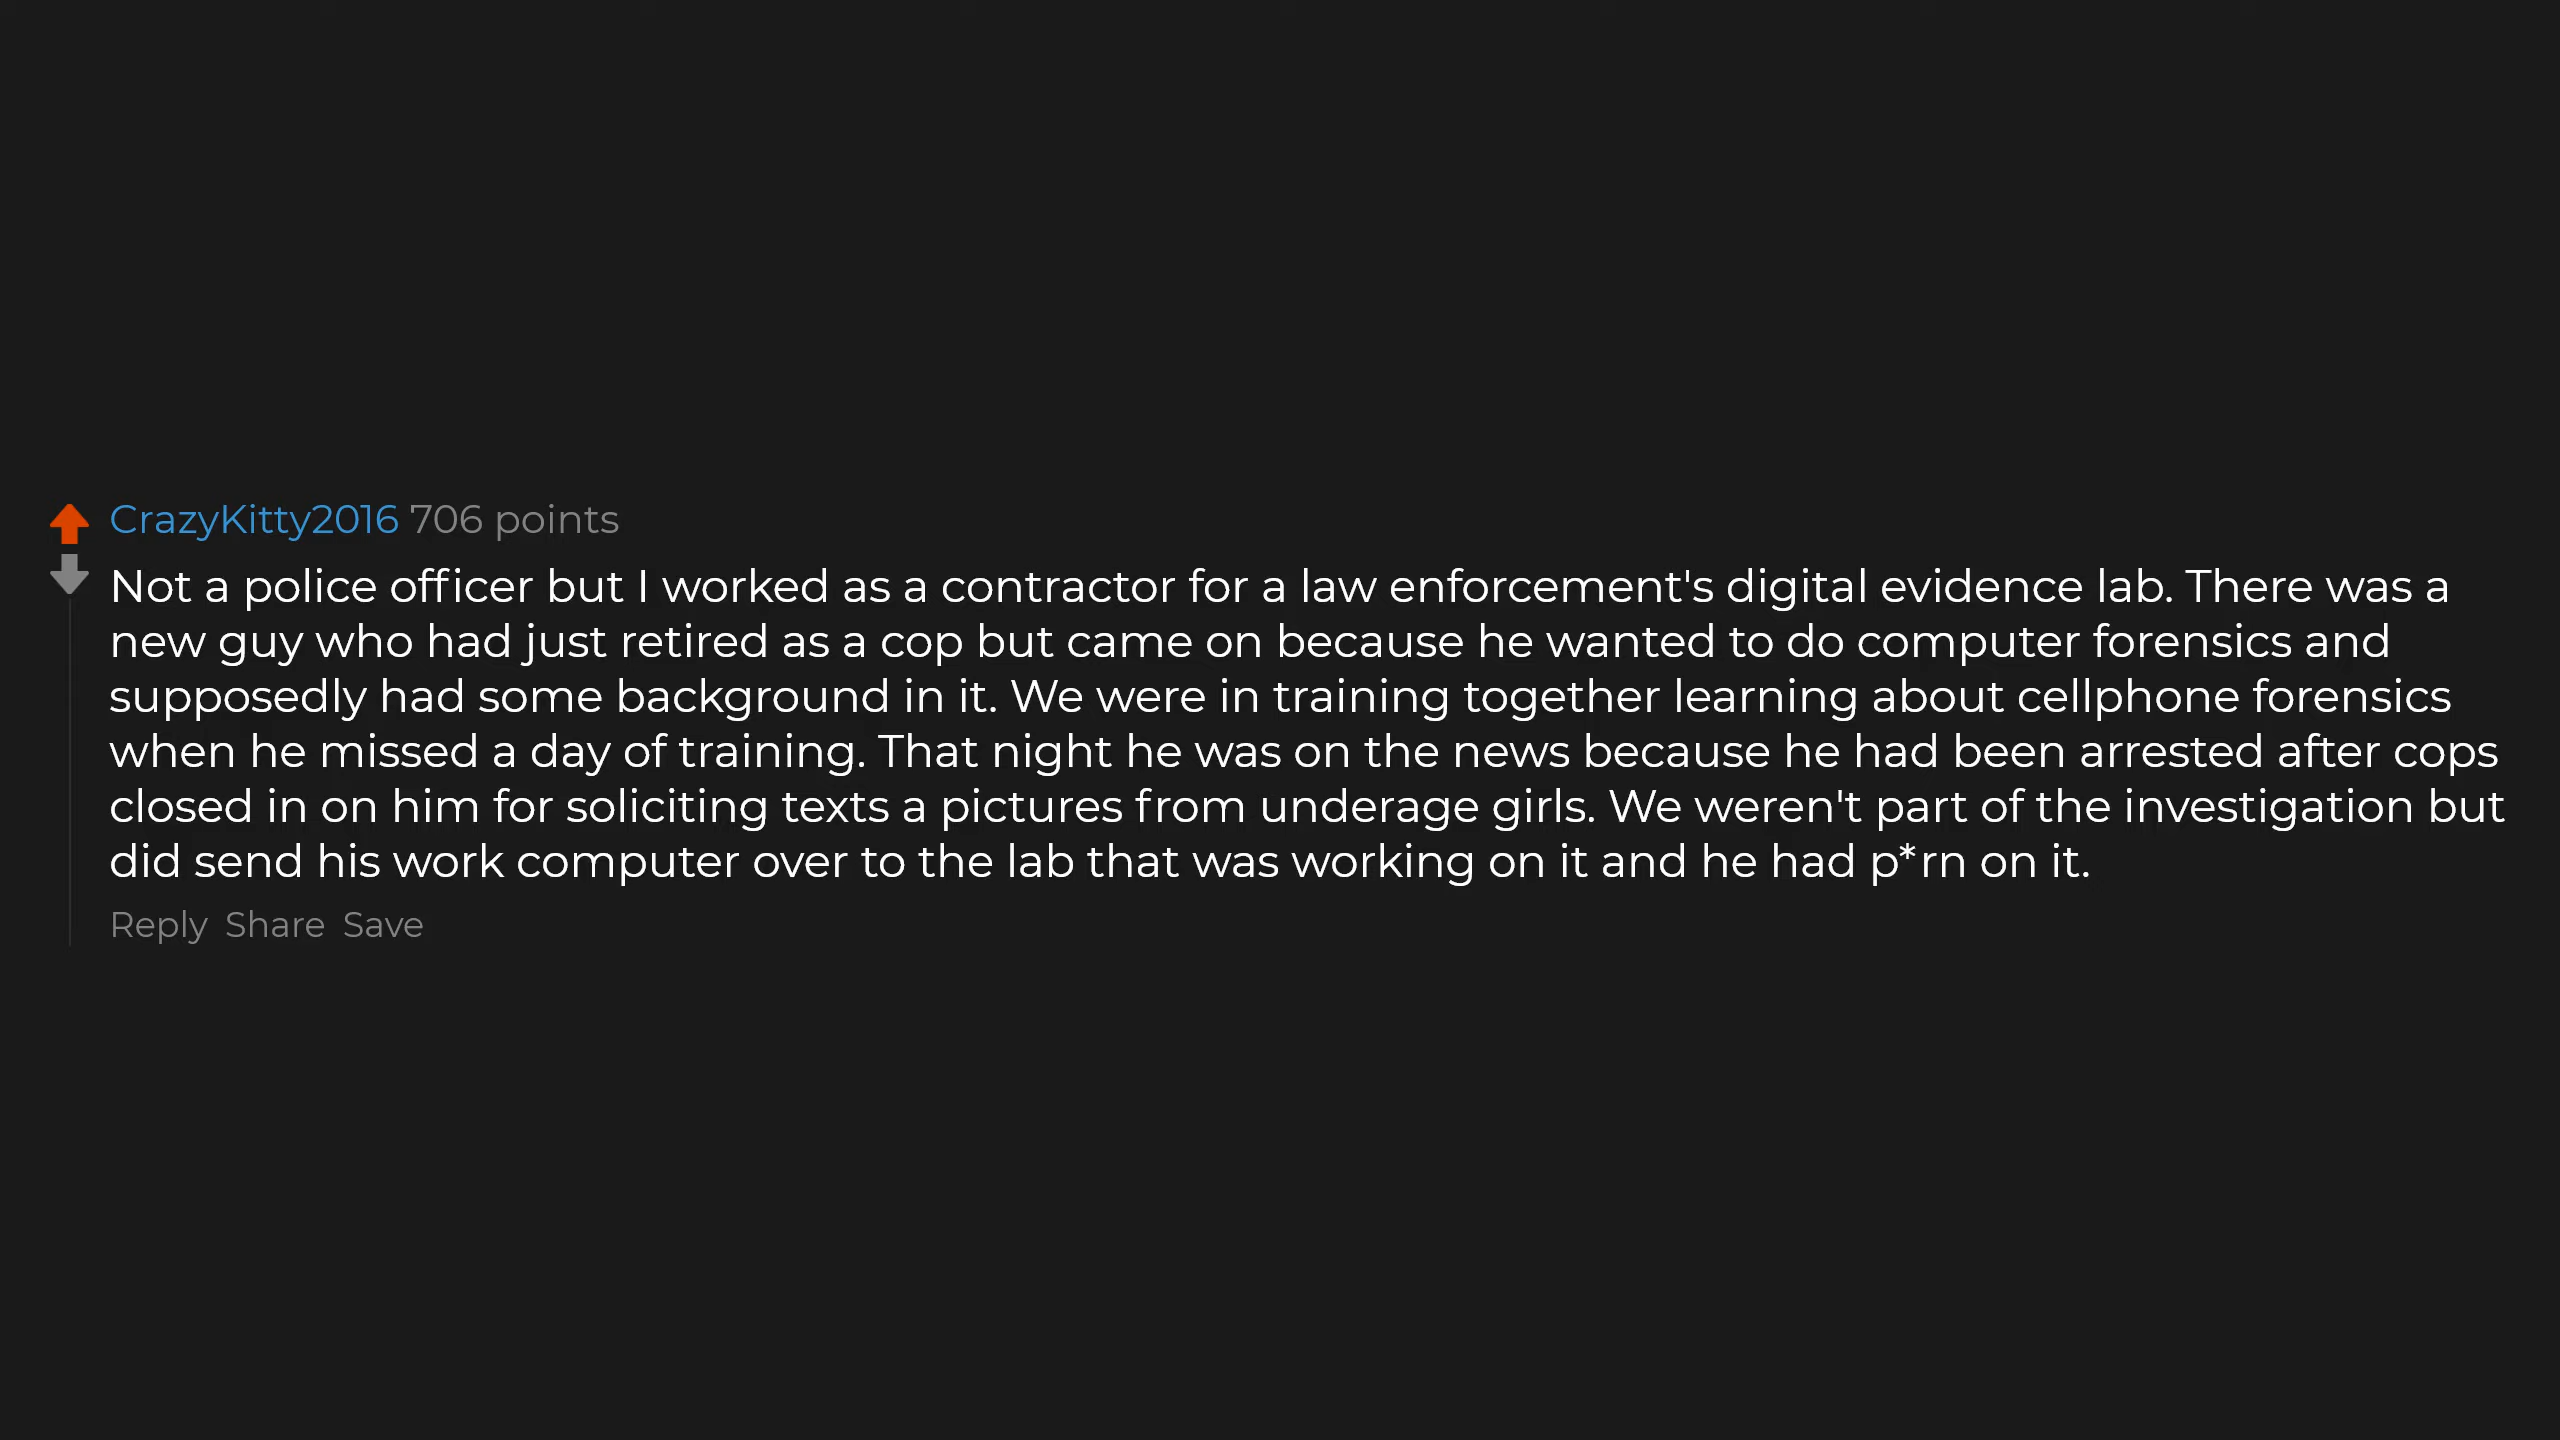 CrazyKitty2016 706 points
Not a police officer but I worked as a contractor for a law enforcement's digital evidence lab. There was a
new guy who had just retired as a cop but came on because he wanted to do computer forensics and
supposedly had some background in it. We were in training together learning about cellphone forensics
when he missed a day of training. That night he was on the news because he had been arrested after cops
closed in on him for soliciting texts a pictures from underage girls. We weren't part of the investigation but
did send his work computer over to the lab that was working on it and he had p*rn on it.
Reply Share Save